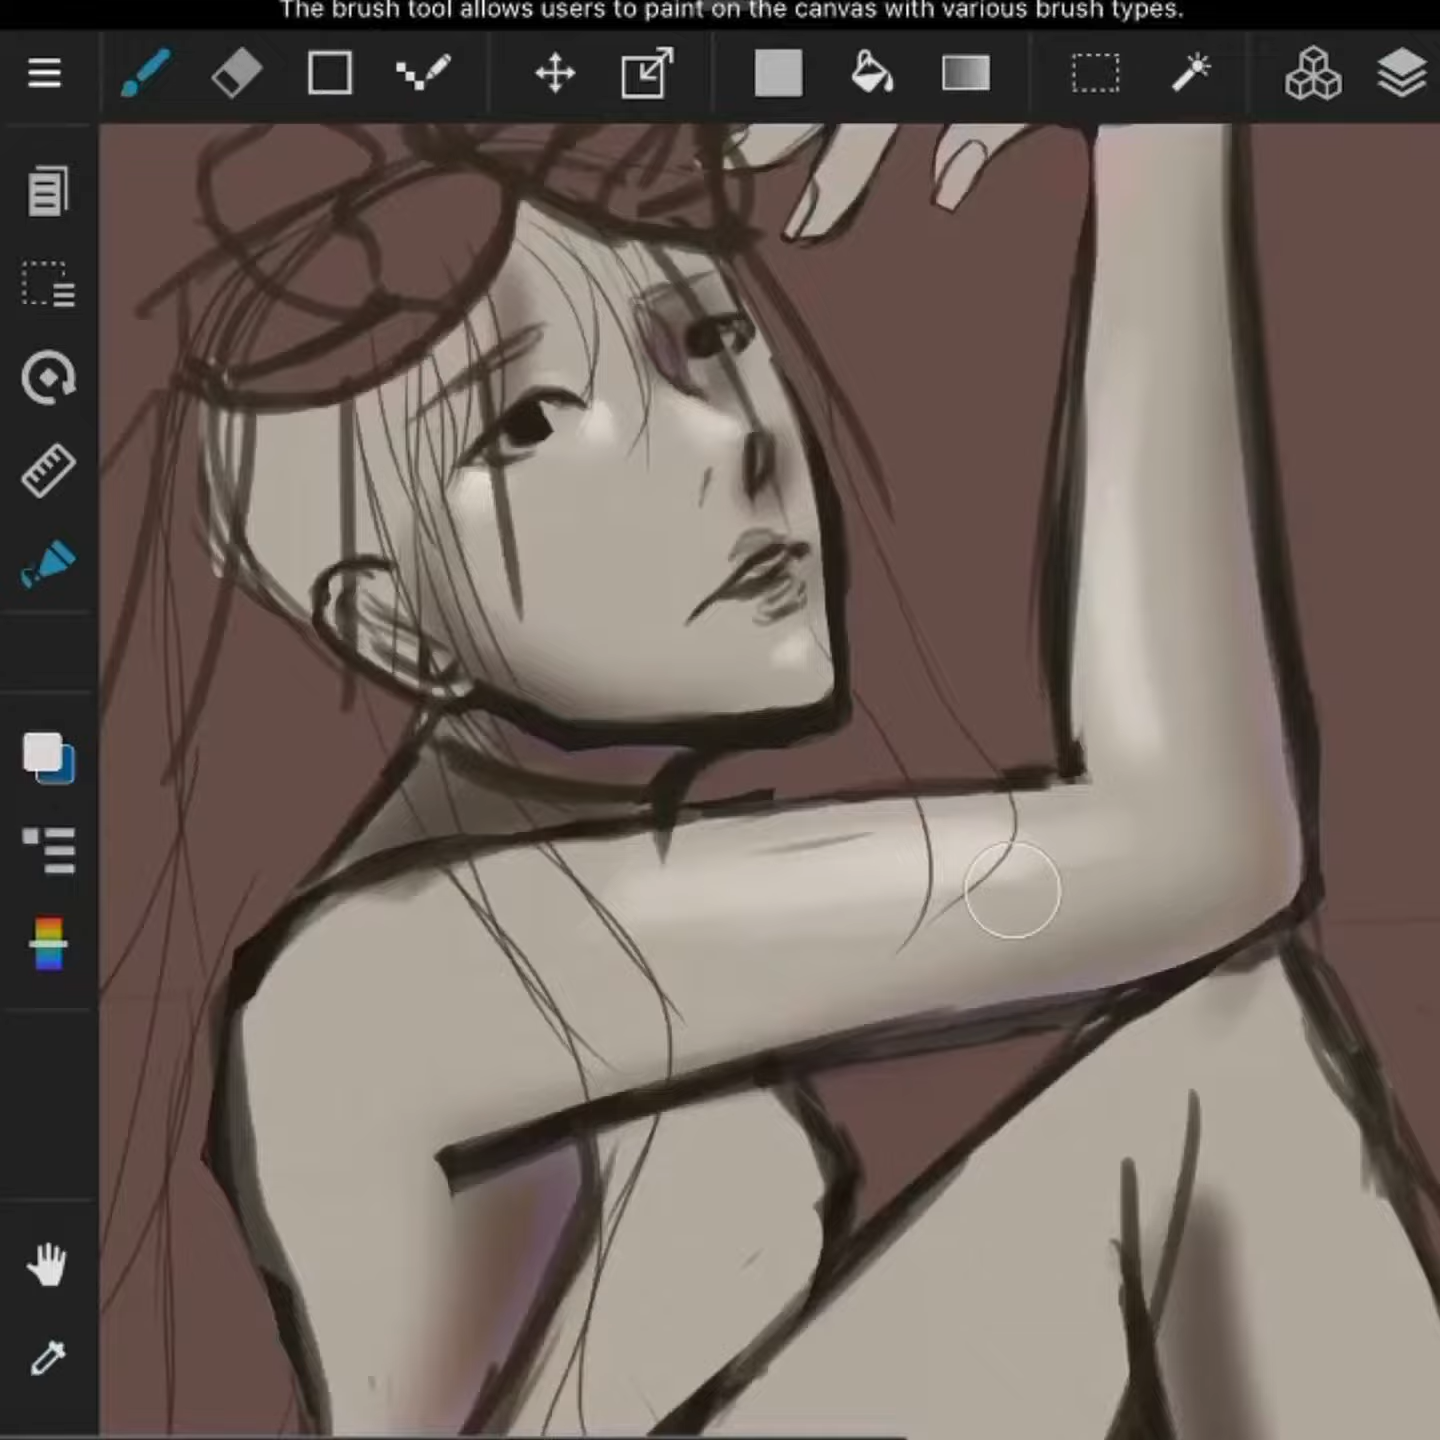 The brush tool allows users to paint on the canvas with various brush types.